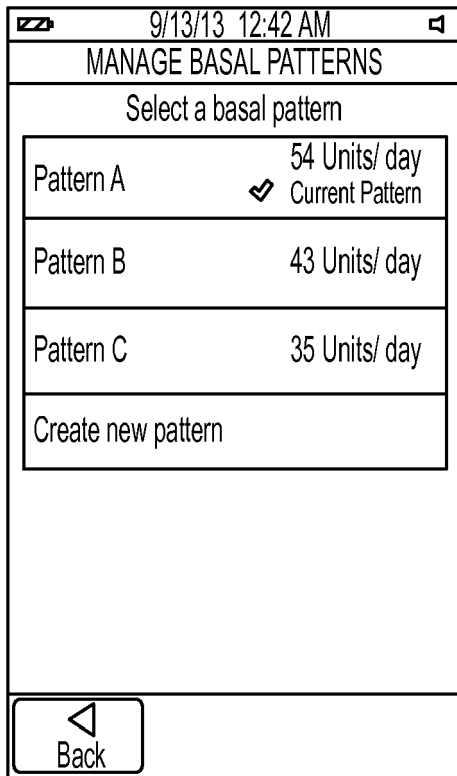 9/13/13 12:42 AM
MANAGE BASAL PATTERNS
Select a basal pattern
Pattern A
54 Units/ day
Current Pattern
Pattern B
43 Units/ day
Pattern C
35 Units/ day
Create new pattern
Back